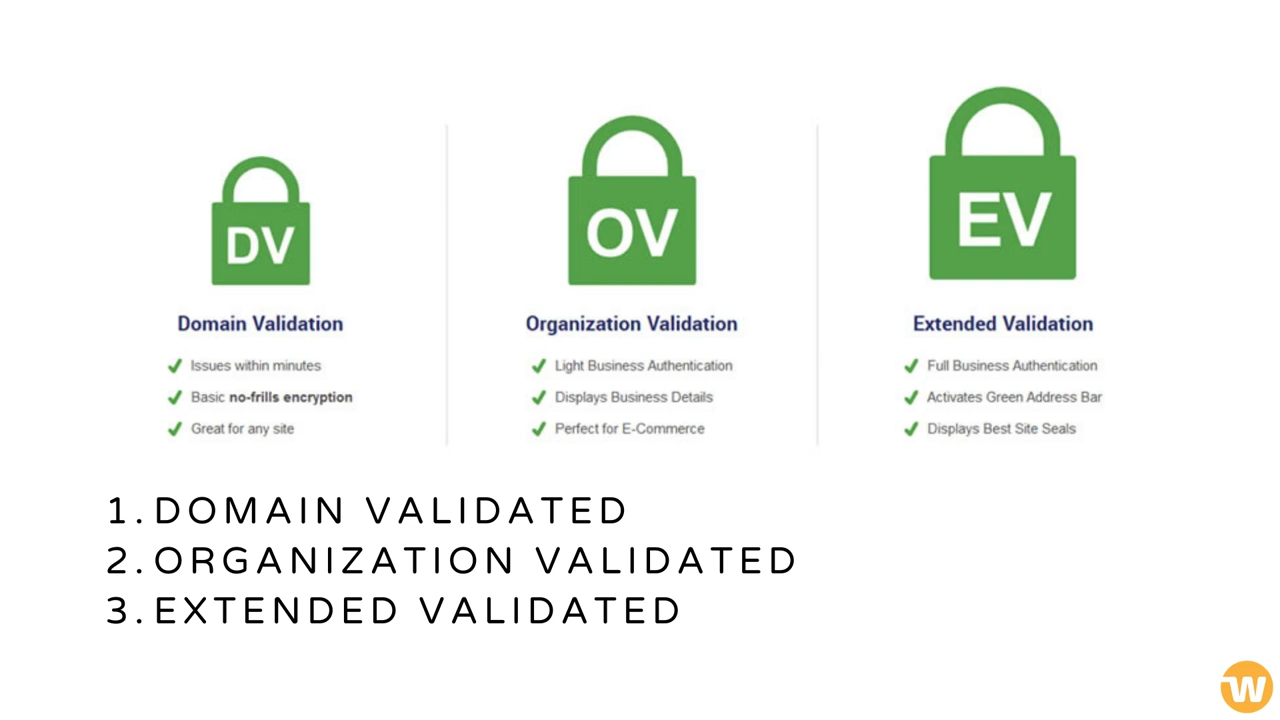 DV
OV
EV
Domain Validation
Issues within minutes
Basic no-frills encryption
Great for any site
Organization Validation
Light Business Authentication
Displays Business Details
Perfect for E-Commerce
Extended Validation
Full Business Authentication
Activates Green Address Bar
Displays Best Site Seals
1. DOMAIN VALIDATED
2. ORGANIZATION VALIDATED
3. EXTENDED VALIDATED
W